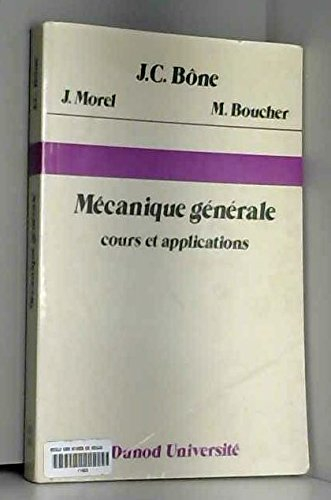 J.C. Bône
J. Morel
M. Boucher
Mécanique générale
cours et applications
Dunod Université